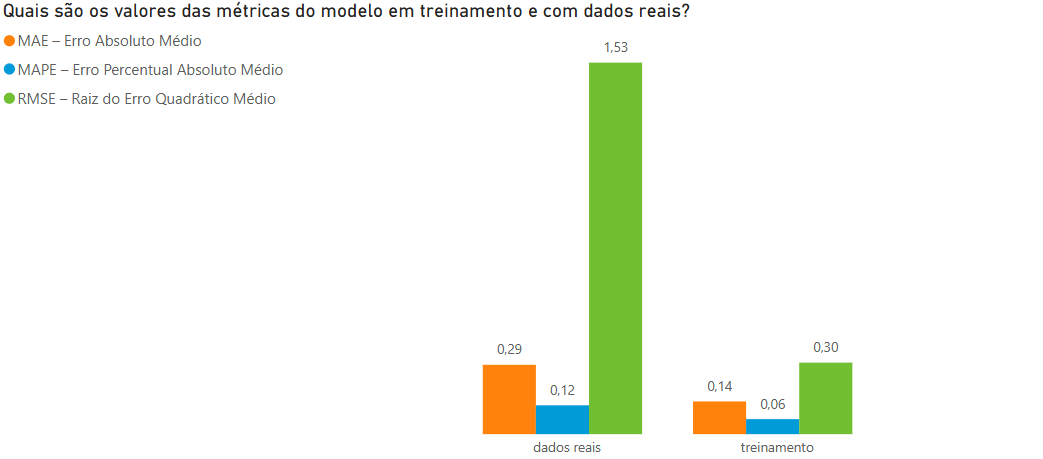 Quais são os valores das métricas do modelo em treinamento e com dados reais?
MAE – Erro Absoluto Médio
MAPE – Erro Percentual Absoluto Médio
RMSE – Raiz do Erro Quadrático Médio
1,53
0,29
0,12
0,14
0,06
0,30
dados reais
treinamento